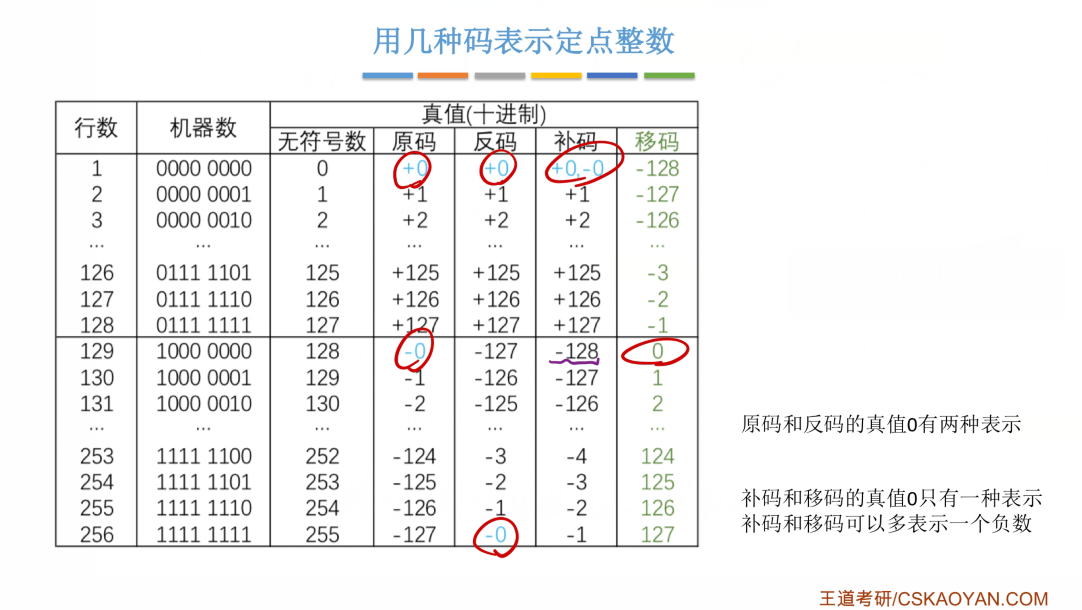 用几种码表示定点整数
行数 机器数 真值(十进制)
无符号数 原码 反码 补码 移码
1 0000 0000 0 +0 +0 +0,-0 -128
2 0000 0001 1 +1 +1 +1 -127
3 0000 0010 2 +2 +2 +2 -126
... ... ... ... ... ... ...
126 0111 1101 125 +125 +125 +125 -3
127 0111 1110 126 +126 +126 +126 -2
128 0111 1111 127 +127 +127 +127 -1
129 1000 0000 128 -0 -127 -128 0
130 1000 0001 129 -1 -126 -127 1
131 1000 0010 130 -2 -125 -126 2
... ... ... ... ... ... ...
253 1111 1100 252 -124 -3 -4 124
254 1111 1101 253 -125 -2 -3 125
255 1111 1110 254 -126 -1 -2 126
256 1111 1111 255 -127 -0 -1 127
原码和反码的真值0有两种表示
补码和移码的真值0只有一种表示
补码和移码可以多表示一个负数
王道考研/CSKAOYAN.COM